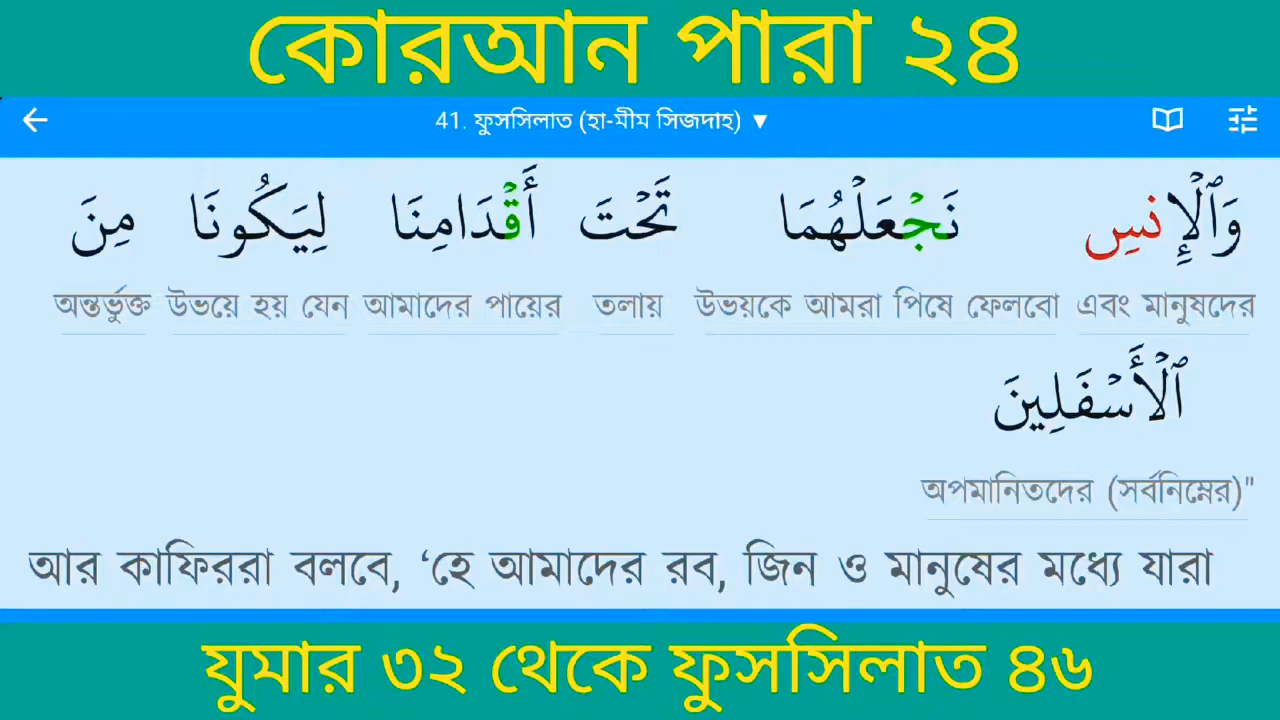 কোরআন পারা ২৪
41. ফুসসিলাত (হা-মীম সিজদাহ) ▼
وَٱلْإِنسِ نَجْعَلْهُمَا تَحْتَ أَقْدَامِنَا لِيَكُونَا مِنَ
এবং মানুষদের উভয়কে আমরা পিষে ফেলবো তলায় আমাদের পায়ের উভয়ে হয় যেন অন্তর্ভুক্ত
ٱلْأَسْفَلِينَ
অপমানিতদের (সর্বনিম্নের)"
আর কাফিররা বলবে, ‘হে আমাদের রব, জিন ও মানুষের মধ্যে যারা
যুমার ৩২ থেকে ফুসসিলাত ৪৬